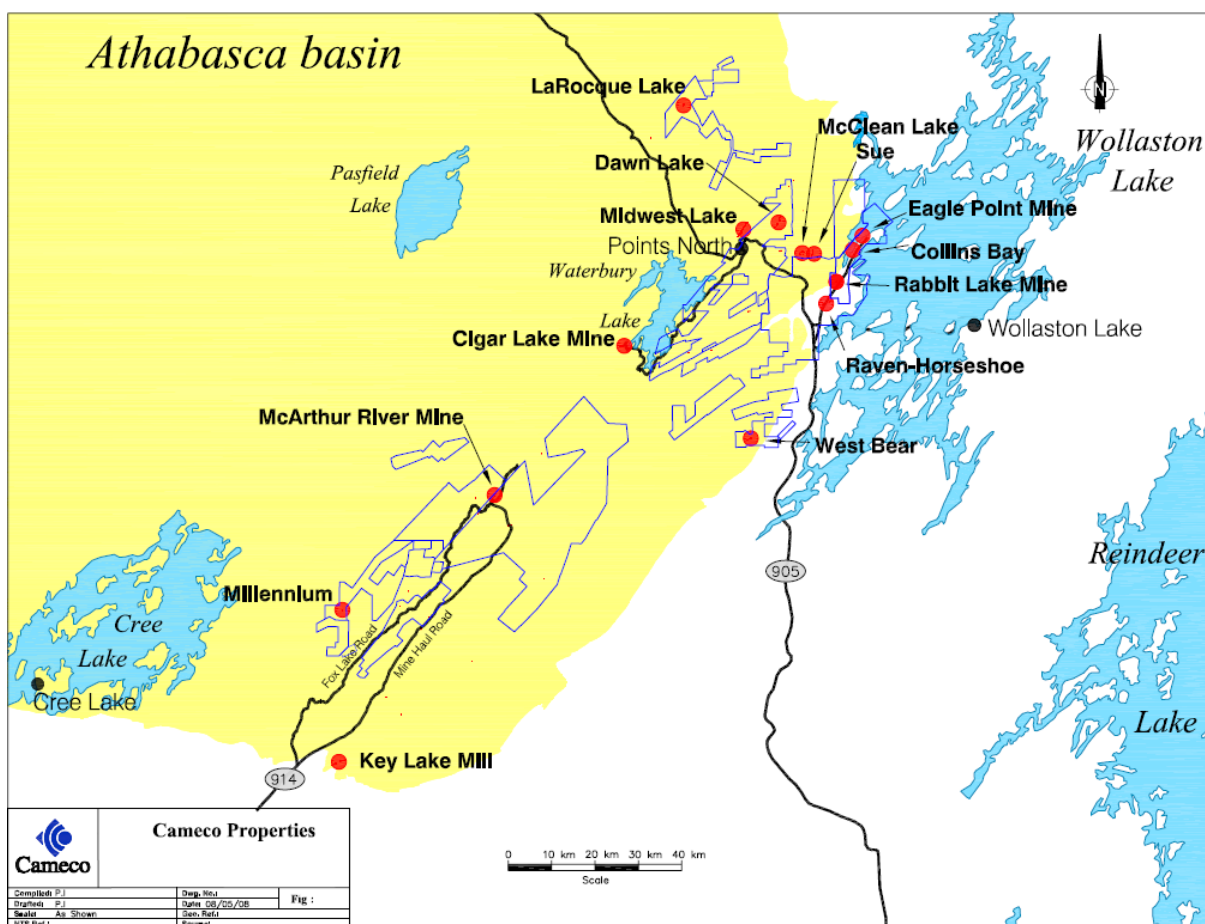 Athabasca basin
LaRocque Lake
McClean Lake
Sue
Wollaston
Lake
Pasfield
Lake
Dawn Lake
Midwest Lake
Points North
Eagle Point Mine
Collins Bay
Rabbit Lake Mine
Waterbury
Lake
Wollaston Lake
Cigar Lake Mine
Raven-Horseshoe
McArthur River Mine
West Bear
N
905
Reindeer
Lake
Millennium
Cree
Lake
Cree Lake
Fox Lake Road
Mine Haul Road
Key Lake Mill
914
Cameco Properties
Cameco
Compiled: P.J
Drafted: P.J
Scale: As Shown
Dwg. No.:
Date: 08/05/08
Geo. Ref.:
Fig :
0 10 km 20 km 30 km 40 km
Scale